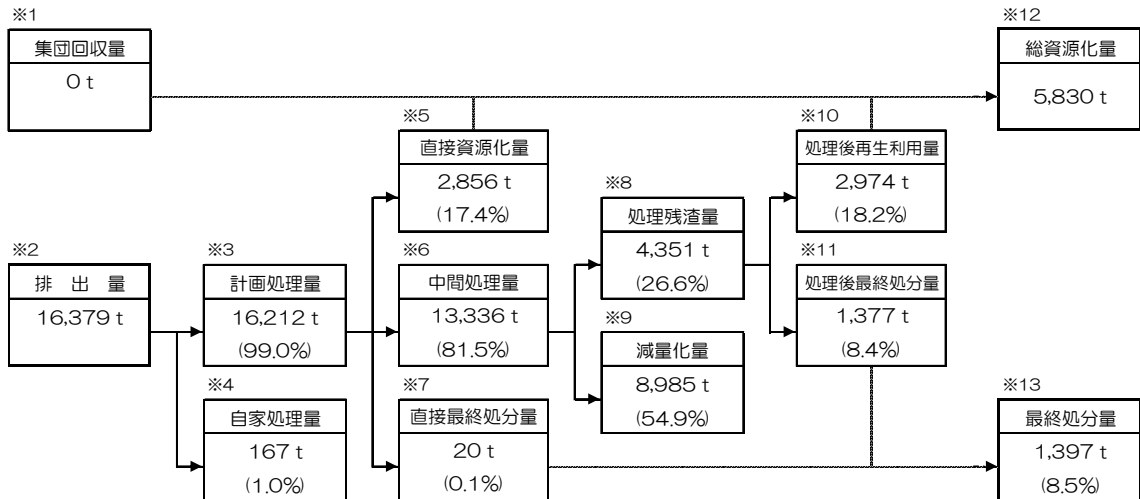 ※1
集団回収量
0 t
※12
総資源化量
5,830 t
※5
直接資源化量
2,856 t
(17.4%)
※10
処理後再生利用量
2,974 t
(18.2%)
※8
処理残渣量
4,351 t
(26.6%)
※2
排 出 量
16,379 t
※3
計画処理量
16,212 t
(99.0%)
※6
中間処理量
13,336 t
(81.5%)
※11
処理後最終処分量
1,377 t
(8.4%)
※9
減量化量
8,985 t
(54.9%)
※4
自家処理量
167 t
(1.0%)
※7
直接最終処分量
20 t
(0.1%)
※13
最終処分量
1,397 t
(8.5%)